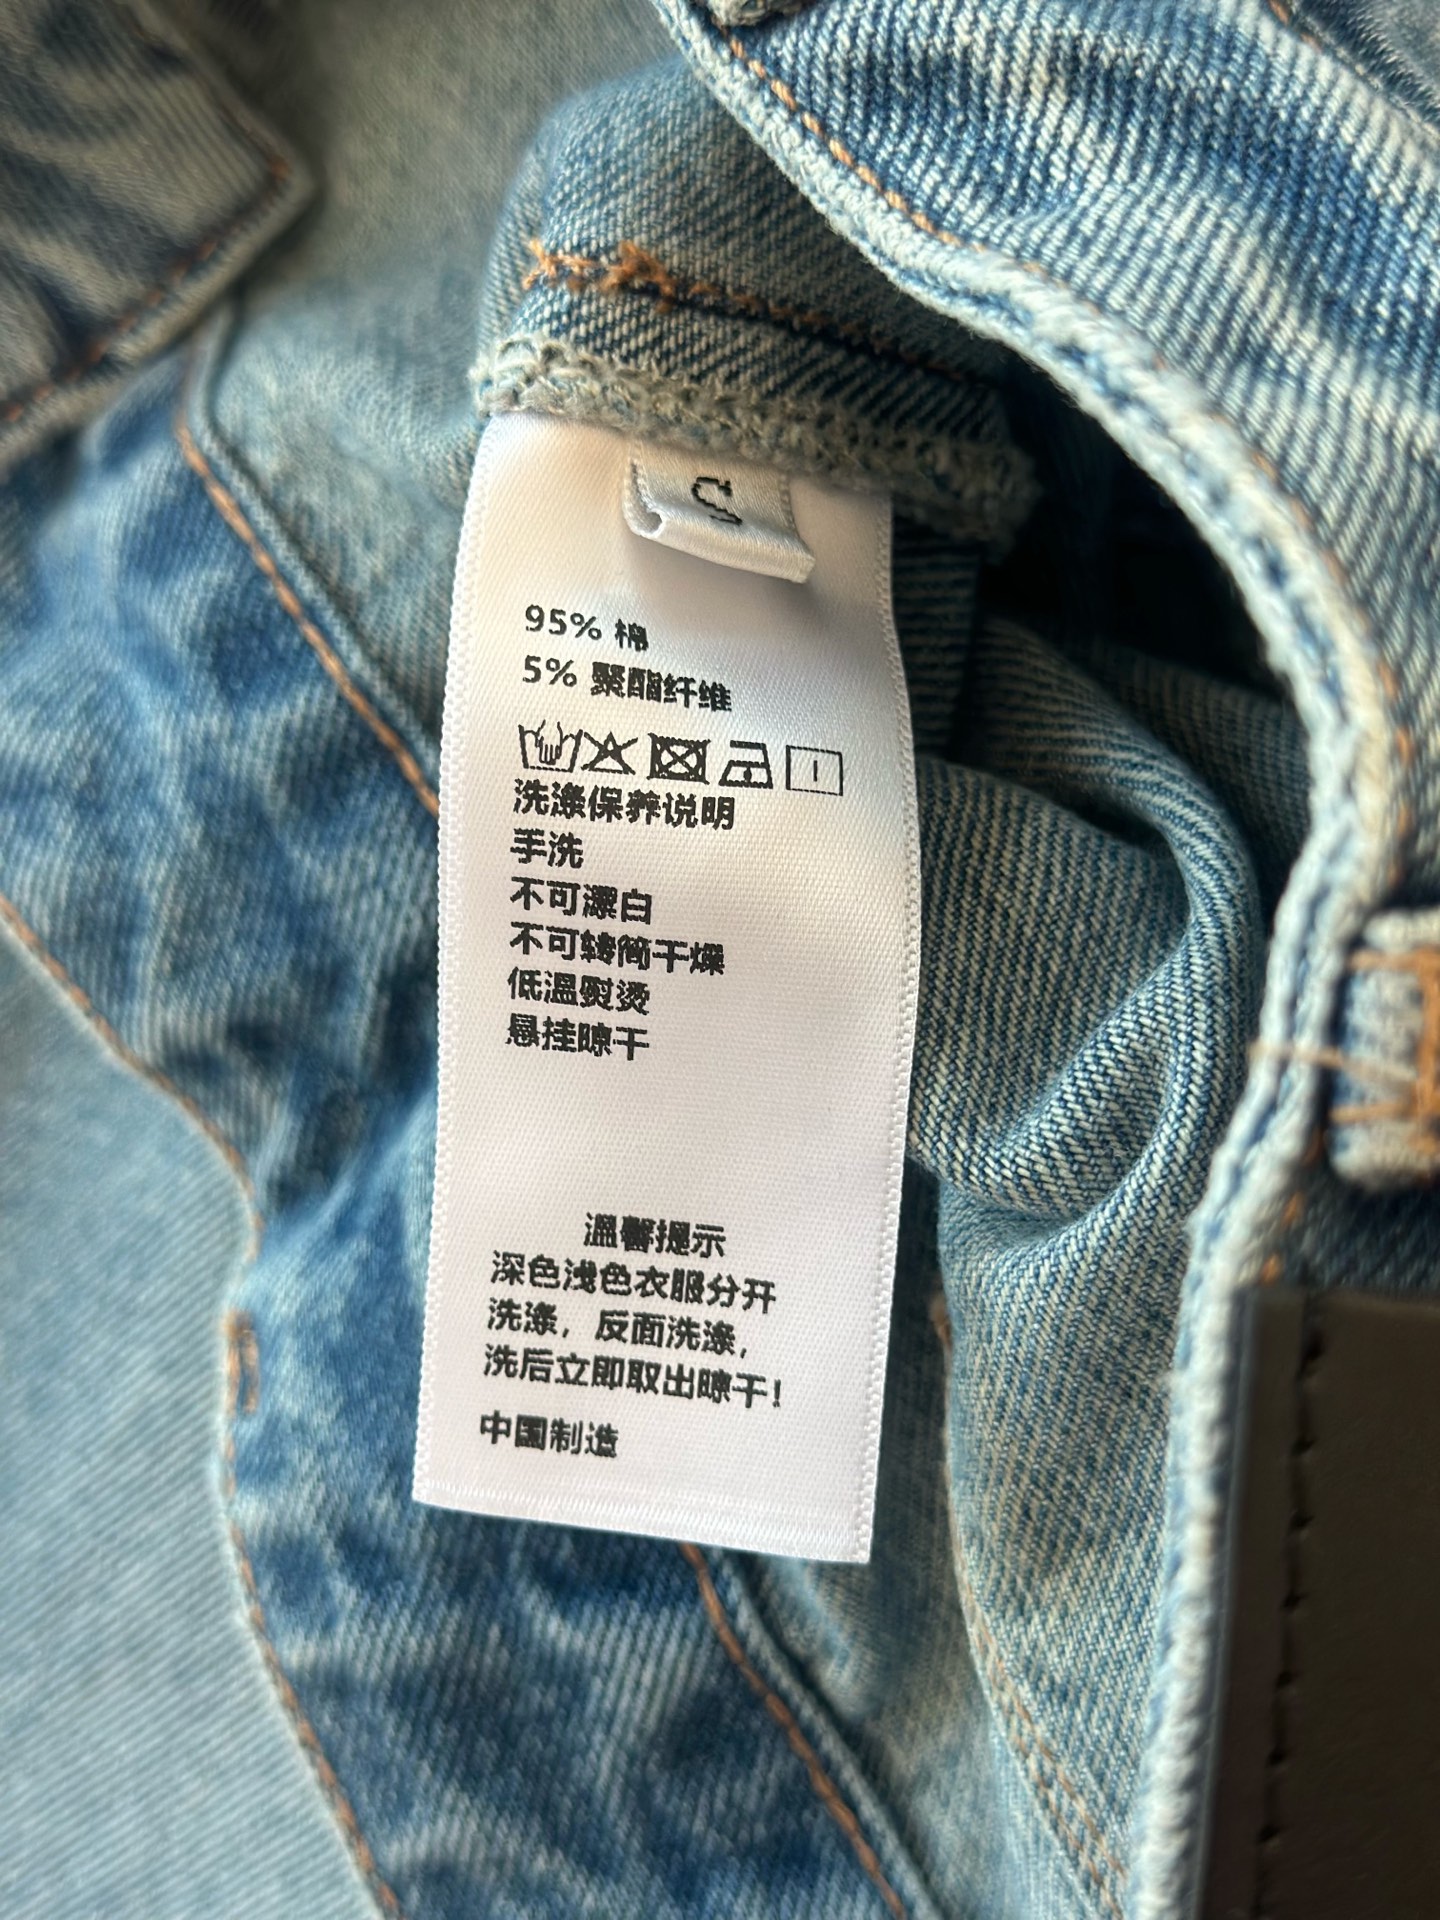 S
95% 棉
5% 聚酯纤维
洗涤保养说明
手洗
不可漂白
不可转筒干燥
低温熨烫
悬挂晾干
温馨提示
深色浅色衣服分开
洗涤，反面洗涤，
洗后立即取出晾干！
中国制造